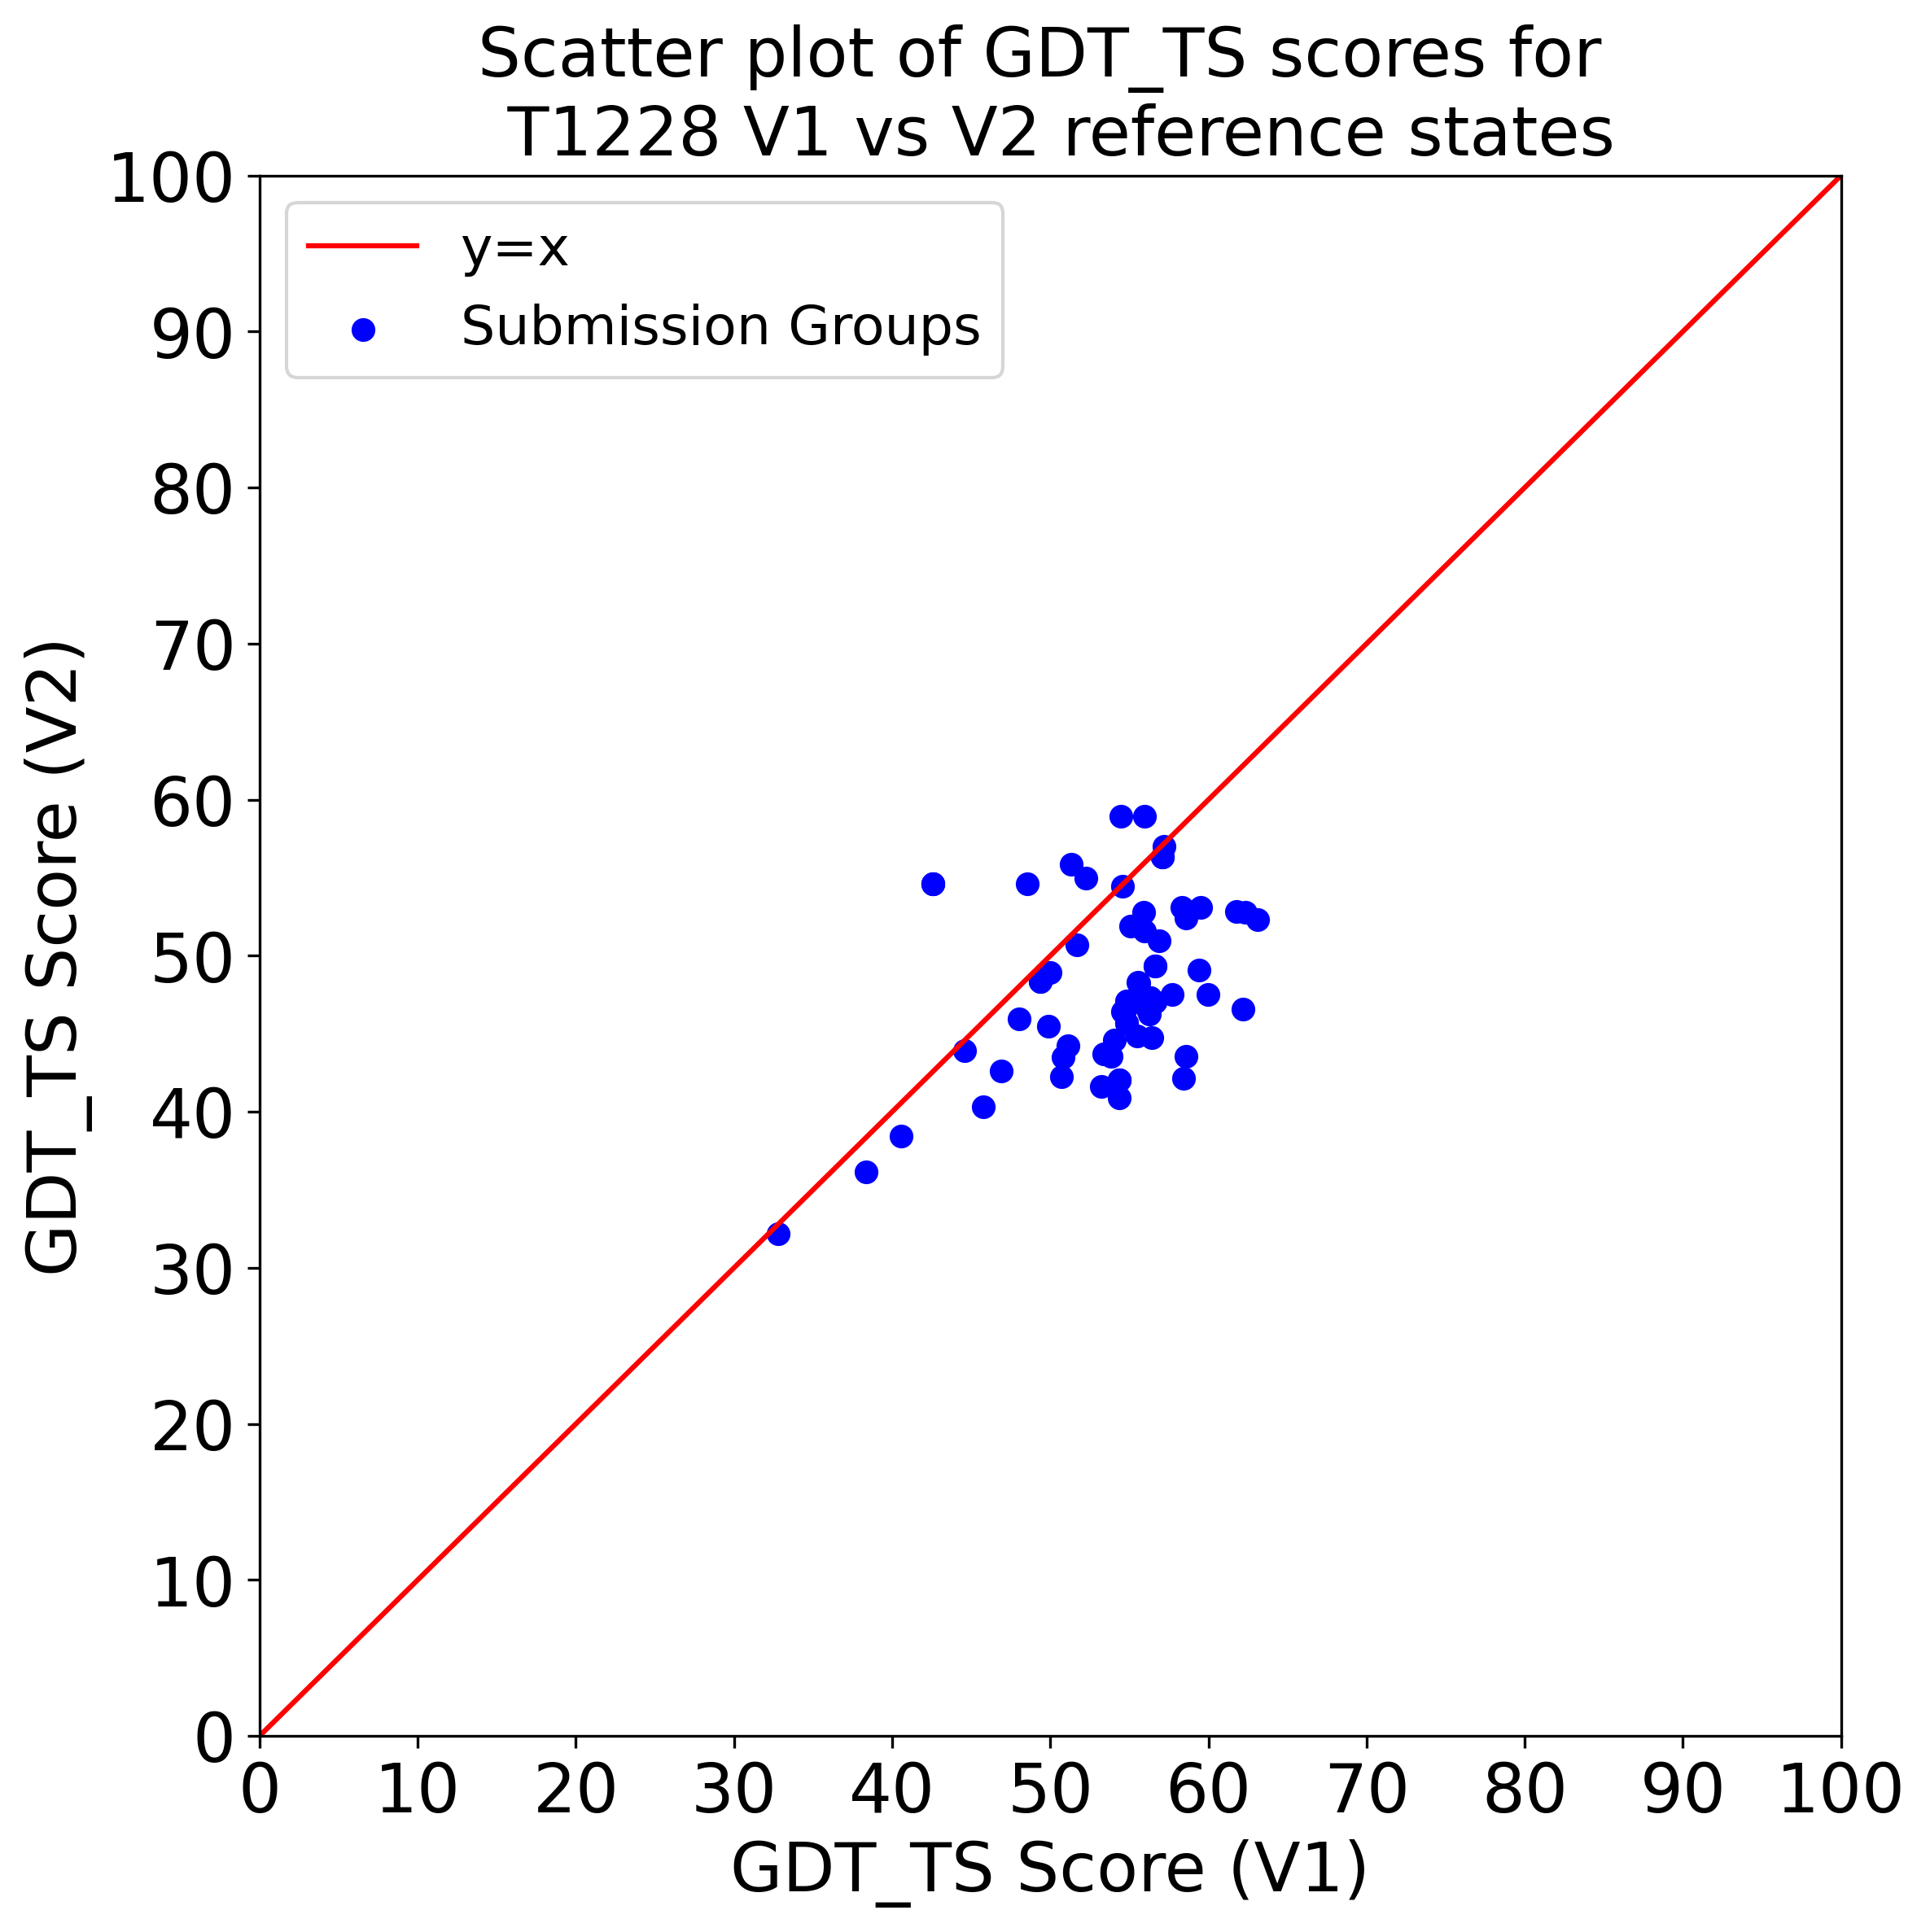 Scatter plot of GDT_TS scores for
T1228 V1 vs V2 reference states
y=x
Submission Groups
GDT_TS Score (V2)
100
90
80
70
60
50
40
30
20
10
0
0 10 20 30 40 50 60 70 80 90 100
GDT_TS Score (V1)